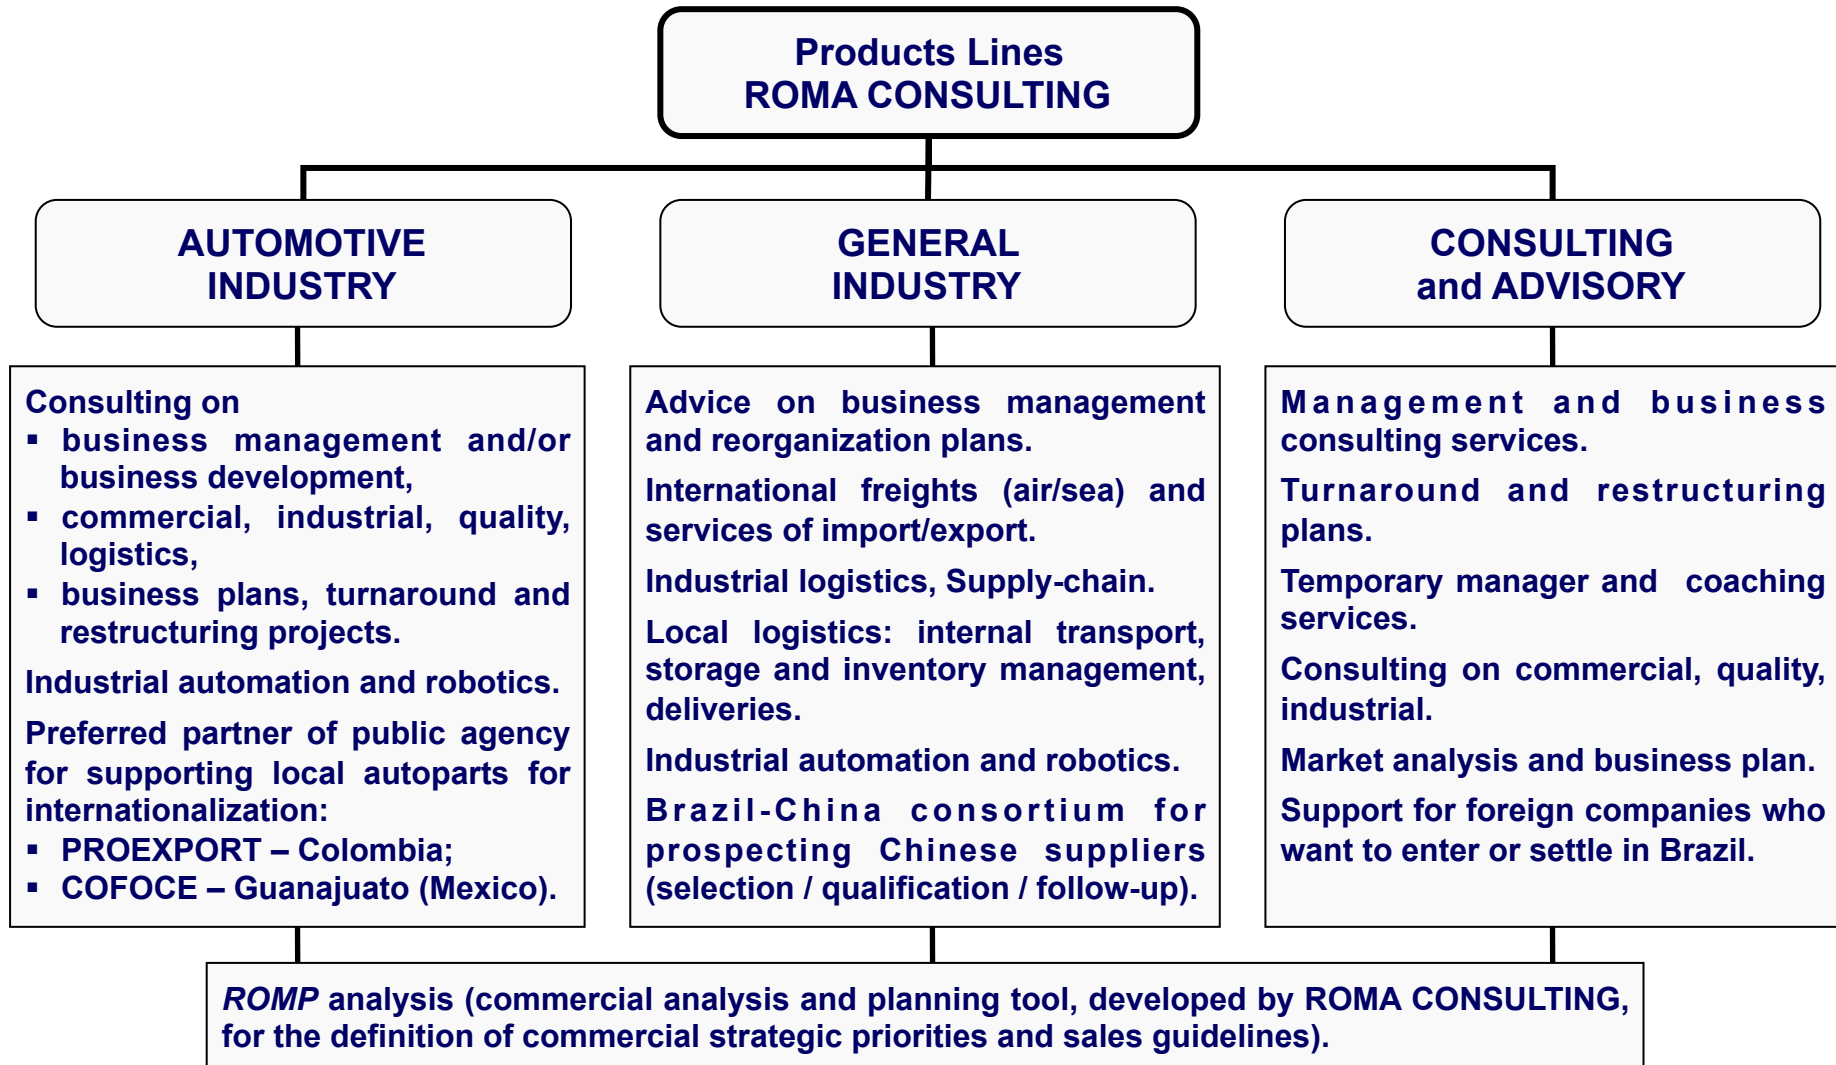 Products Lines
ROMA CONSULTING
AUTOMOTIVE
INDUSTRY
Consulting on
▪ business management and/or
business development,
▪ commercial, industrial, quality,
logistics,
▪ business plans, turnaround and
restructuring projects.
Industrial automation and robotics.
Preferred partner of public agency
for supporting local autoparts for
internationalization:
▪ PROEXPORT – Colombia;
▪ COFOCE – Guanajuato (Mexico).
GENERAL
INDUSTRY
Advice on business management
and reorganization plans.
International freights (air/sea) and
services of import/export.
Industrial logistics, Supply-chain.
Local logistics: internal transport,
storage and inventory management,
deliveries.
Industrial automation and robotics.
Brazil-China consortium for
prospecting Chinese suppliers
(selection / qualification / follow-up).
CONSULTING
and ADVISORY
Management and business
consulting services.
Turnaround and restructuring
plans.
Temporary manager and coaching
services.
Consulting on commercial, quality,
industrial.
Market analysis and business plan.
Support for foreign companies who
want to enter or settle in Brazil.
ROMP analysis (commercial analysis and planning tool, developed by ROMA CONSULTING,
for the definition of commercial strategic priorities and sales guidelines).